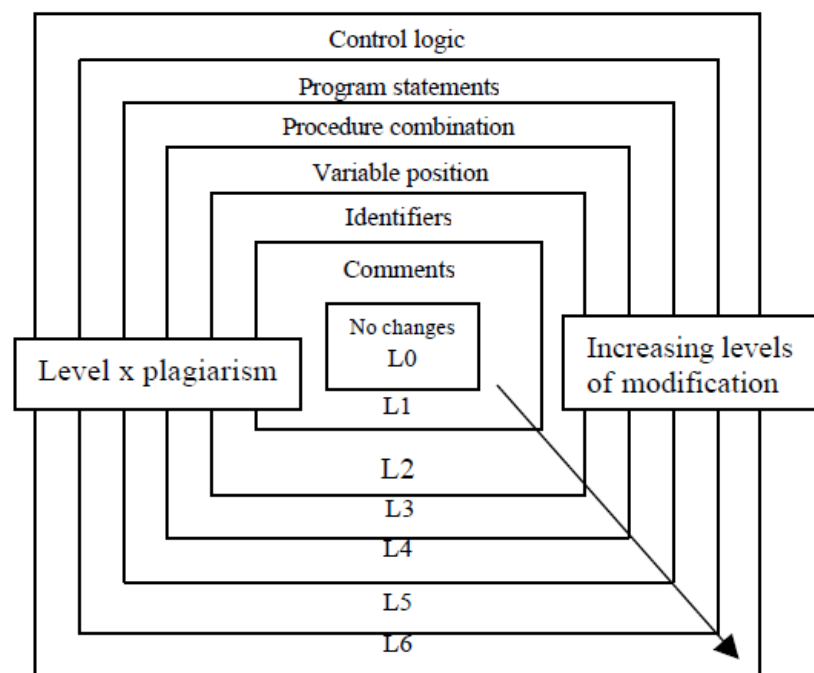 Control logic
Program statements
Procedure combination
Variable position
Identifiers
Comments
No changes
L0
Level x plagiarism
Increasing levels
of modification
L1
L2
L3
L4
L5
L6